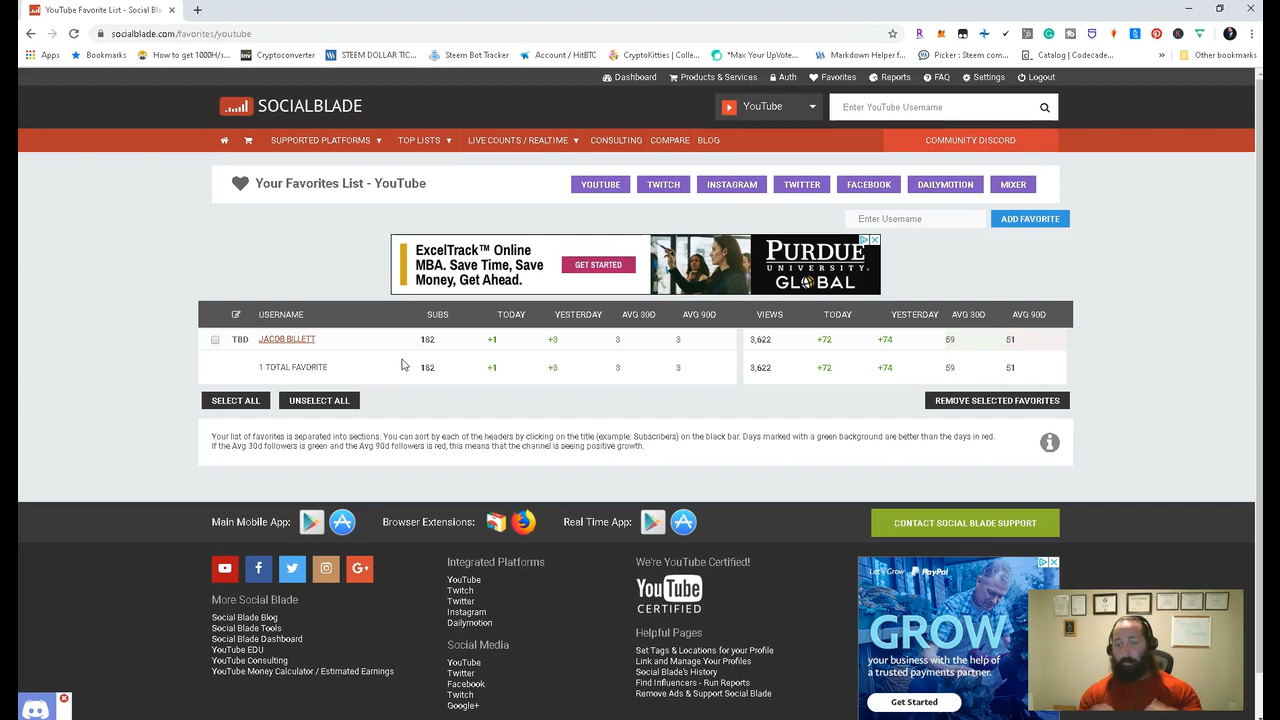 YouTube Favorite List - Social Bla
socialblade.com/favorites/youtube
Apps
Bookmarks
How to get 1000H/s...
Cryptoconverter
STEEM DOLLAR TIC...
Steem Bot Tracker
Account / HitBTC
CryptoKitties | Colle...
*Max Your UpVote...
Markdown Helper f...
Picker : Steem com...
Catalog | Codecade...
Other bookmarks
Dashboard
Products & Services
Auth
Favorites
Reports
FAQ
Settings
Logout
SOCIALBLADE
YouTube
Enter YouTube Username
SUPPORTED PLATFORMS
TOP LISTS
LIVE COUNTS / REALTIME
CONSULTING
COMPARE
BLOG
COMMUNITY DISCORD
Your Favorites List - YouTube
YOUTUBE
TWITCH
INSTAGRAM
TWITTER
FACEBOOK
DAILYMOTION
MIXER
Enter Username
ADD FAVORITE
ExcelTrack™ Online
MBA. Save Time, Save
Money, Get Ahead.
GET STARTED
PURDUE
UNIVERSITY
GLOBAL
USERNAME SUBS TODAY YESTERDAY AVG 30D AVG 90D VIEWS TODAY YESTERDAY AVG 30D AVG 90D
TBD JACOB BILLETT 182 +1 +3 3 3 3,622 +72 +74 59 51
1 TOTAL FAVORITE 182 +1 +3 3 3 3,622 +72 +74 59 51
SELECT ALL
UNSELECT ALL
REMOVE SELECTED FAVORITES
Your list of favorites is separated into sections. You can sort by each of the headers by clicking on the title (example: Subscribers) on the black bar. Days marked with a green background are better than the days in red.
If the Avg 30d followers is green and the Avg 90d followers is red, this means that the channel is seeing positive growth.
Main Mobile App:
Browser Extensions:
Real Time App:
CONTACT SOCIAL BLADE SUPPORT
More Social Blade
Social Blade Blog
Social Blade Tools
Social Blade Dashboard
YouTube EDU
YouTube Consulting
YouTube Money Calculator / Estimated Earnings
Integrated Platforms
YouTube
Twitch
Twitter
Instagram
Dailymotion
Social Media
YouTube
Twitter
Facebook
Twitch
Google+
We're YouTube Certified!
YouTube
CERTIFIED
Helpful Pages
Set Tags & Locations for your Profile
Link and Manage Your Profiles
Social Blade's History
Find Influencers - Run Reports
Remove Ads & Support Social Blade
Let's Grow
PayPal
GROW
your business with the help of
a trusted payments partner.
Get Started